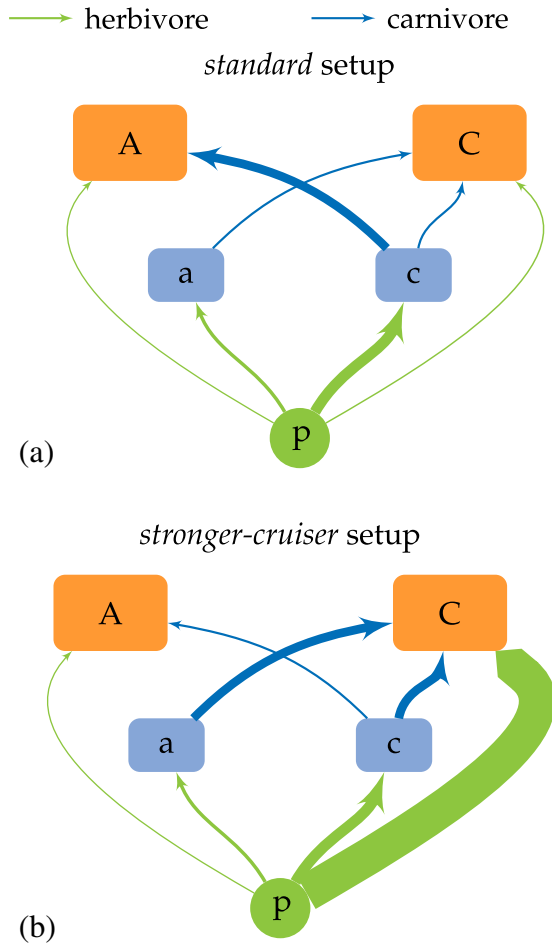 herbivore carnivore
standard setup
A C
a c
p
(a)
stronger-cruiser setup
A C
a c
p
(b)